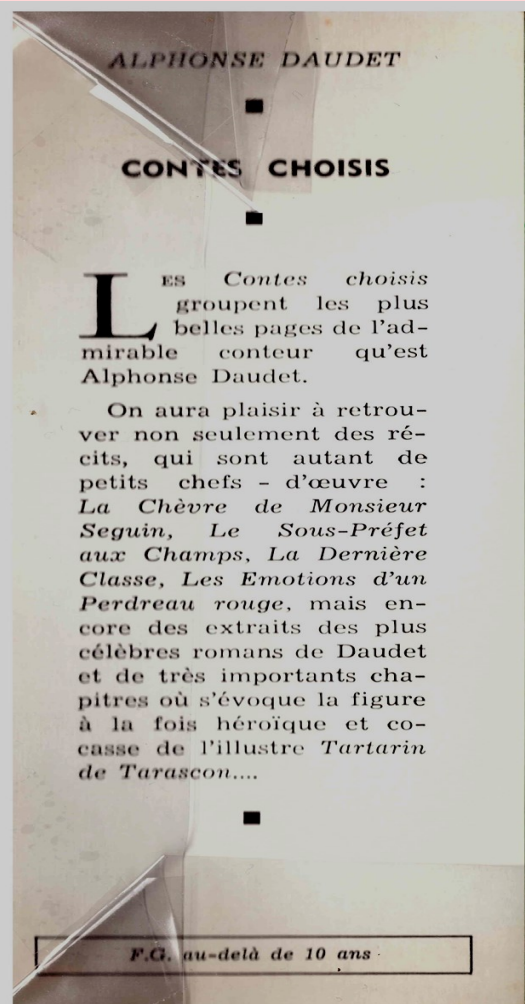 ALPHONSE DAUDET
CONTES CHOISIS
LES Contes choisis
groupent les plus
belles pages de l'ad-
mirable conteur qu'est
Alphonse Daudet.
On aura plaisir à retrou-
ver non seulement des ré-
cits, qui sont autant de
petits chefs - d'œuvre :
La Chèvre de Monsieur
Seguin, Le Sous-Préfet
aux Champs, La Dernière
Classe, Les Emotions d'un
Perdreau rouge, mais en-
core des extraits des plus
célèbres romans de Daudet
et de très importants cha-
pitres où s'évoque la figure
à la fois héroïque et co-
casse de l'illustre Tartarin
de Tarascon....
F.G. au-delà de 10 ans